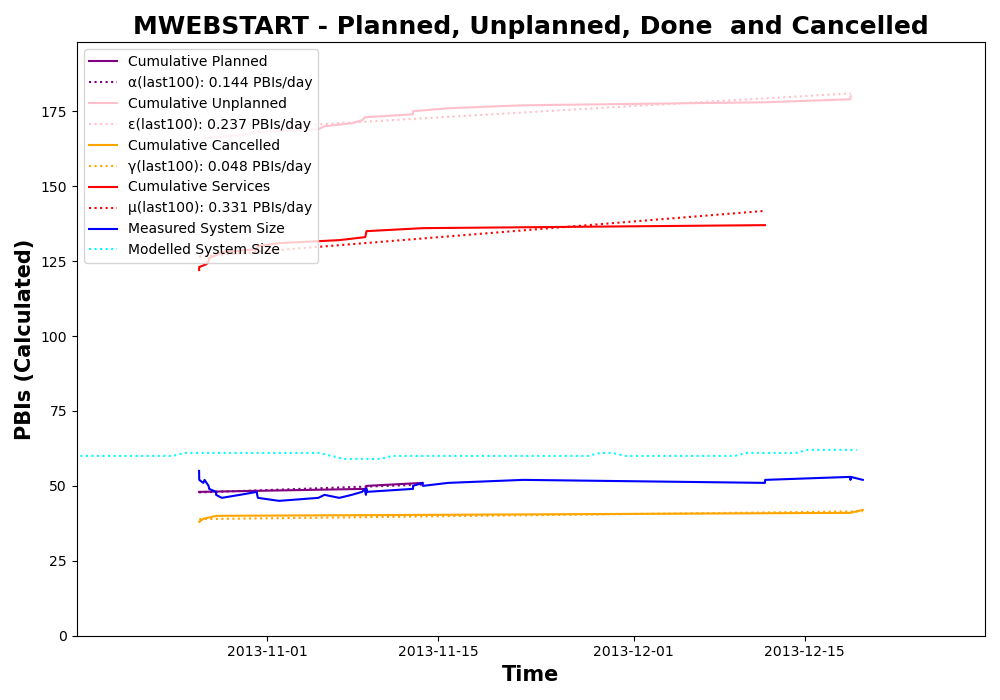 MWEBSTART - Planned, Unplanned, Done  and Cancelled
Cumulative Planned
α(last100): 0.144 PBIs/day
Cumulative Unplanned
ε(last100): 0.237 PBIs/day
Cumulative Cancelled
γ(last100): 0.048 PBIs/day
Cumulative Services
μ(last100): 0.331 PBIs/day
Measured System Size
Modelled System Size
PBIs (Calculated)
175
150
125
100
75
50
25
0
2013-11-01
2013-11-15
2013-12-01
2013-12-15
Time